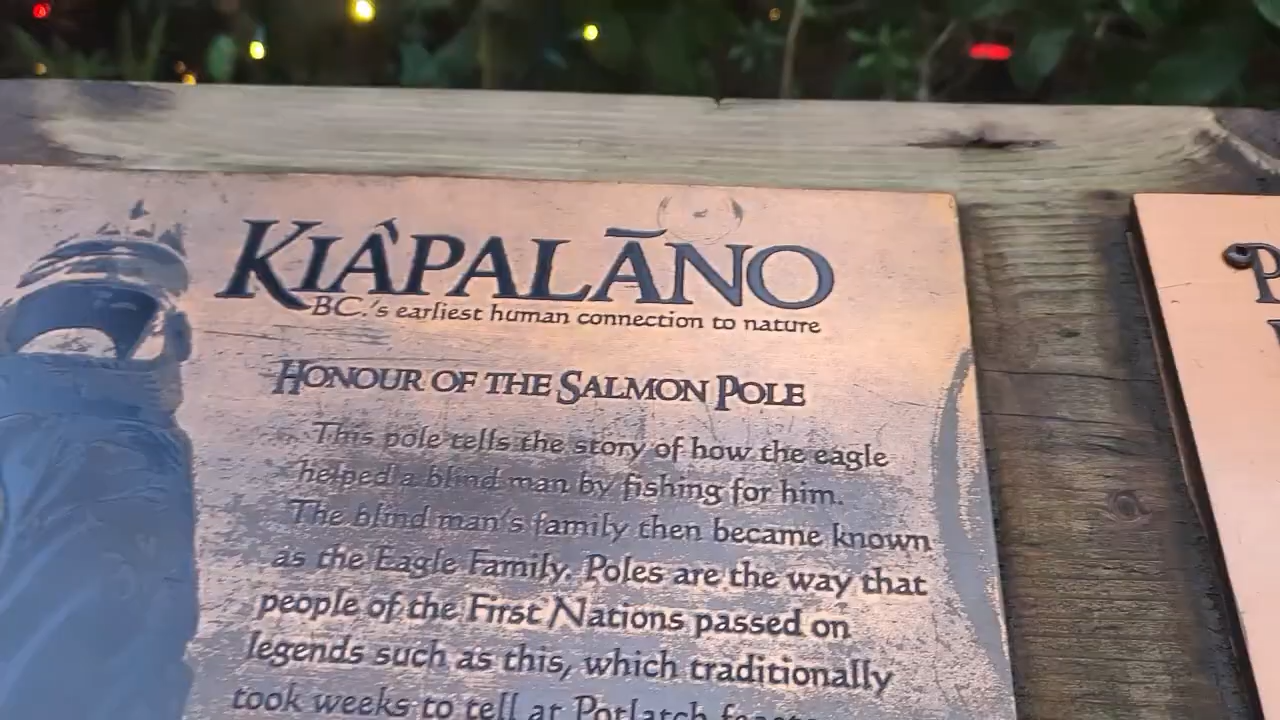 KIÂPALĀNO
BC.'s earliest human connection to nature
HONOUR OF THE SALMON POLE
This pole tells the story of how the eagle
helped a blind man by fishing for him.
The blind man's family then became known
as the Eagle Family. Poles are the way that
people of the First Nations passed on
legends such as this, which traditionally
took weeks to tell at Potlatch